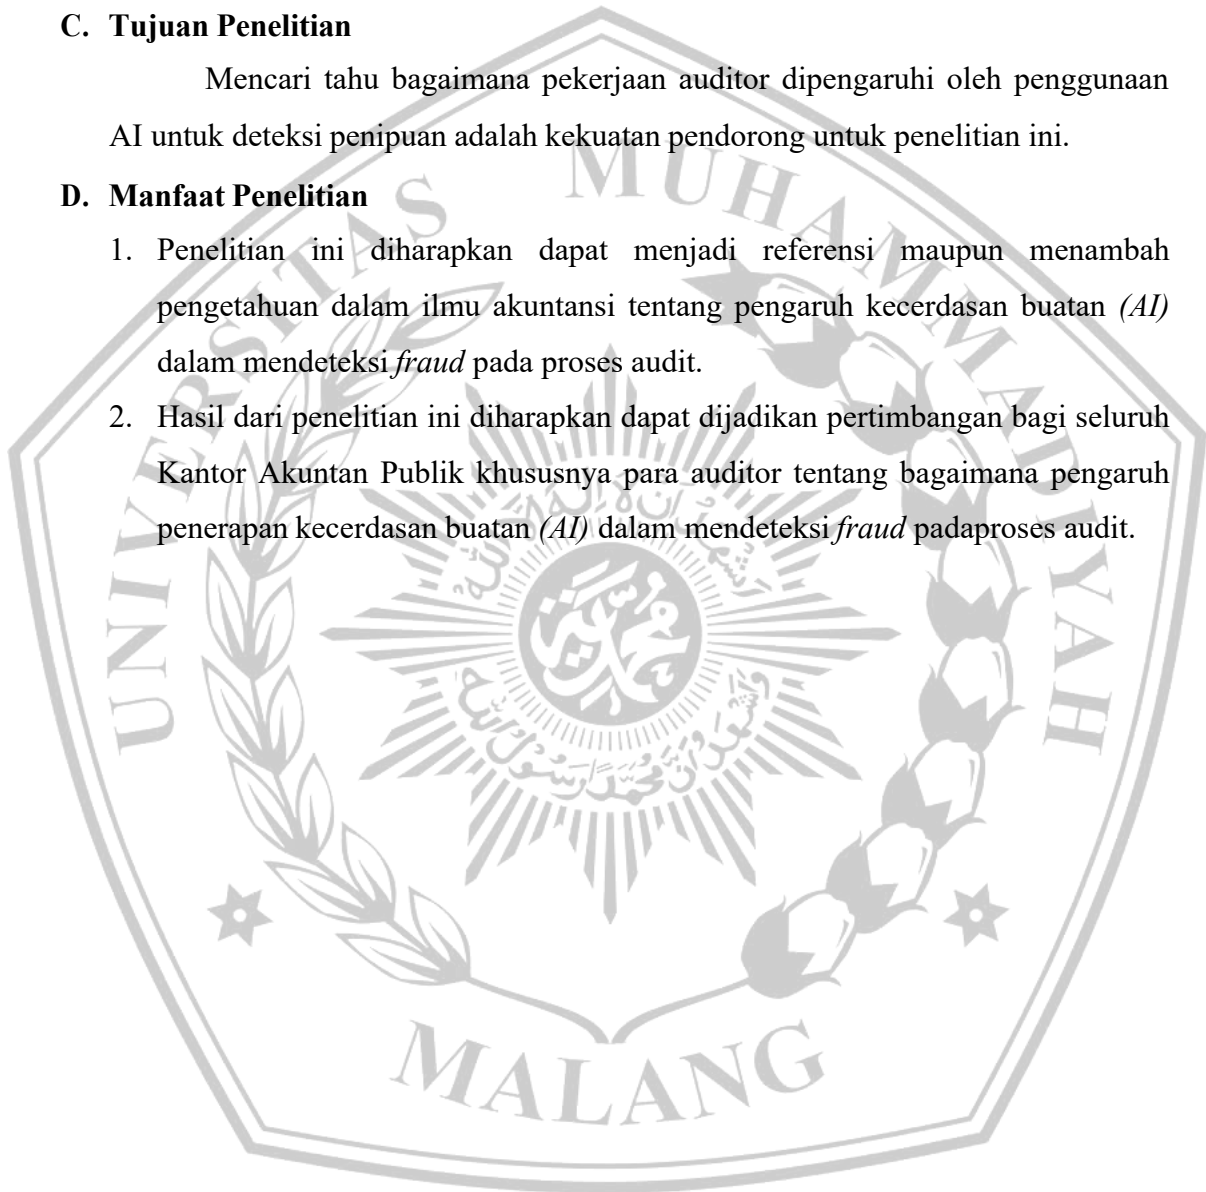 C. Tujuan Penelitian
Mencari tahu bagaimana pekerjaan auditor dipengaruhi oleh penggunaan
AI untuk deteksi penipuan adalah kekuatan pendorong untuk penelitian ini.
D. Manfaat Penelitian
1. Penelitian ini diharapkan dapat menjadi referensi maupun menambah
pengetahuan dalam ilmu akuntansi tentang pengaruh kecerdasan buatan (AI)
dalam mendeteksi fraud pada proses audit.
2. Hasil dari penelitian ini diharapkan dapat dijadikan pertimbangan bagi seluruh
Kantor Akuntan Publik khususnya para auditor tentang bagaimana pengaruh
penerapan kecerdasan buatan (AI) dalam mendeteksi fraud padaproses audit.
UNIVERSITAS MUHAMMADIYAH
MALANG